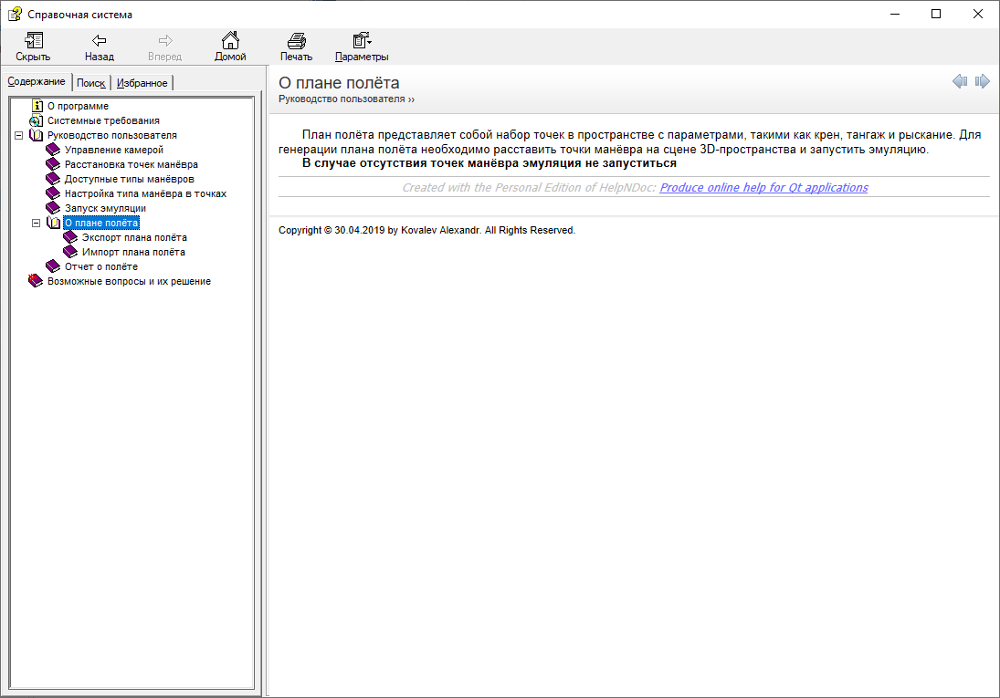 Справочная система
Скрыть
Назад
Вперед
Домой
Печать
Параметры
Содержание
Поиск
Избранное
О программе
Системные требования
Руководство пользователя
Управление камерой
Расстановка точек манёвра
Доступные типы манёвров
Настройка типа манёвра в точках
Запуск эмуляции
О плане полёта
Экспорт плана полёта
Импорт плана полёта
Отчет о полёте
Возможные вопросы и их решение
О плане полёта
Руководство пользователя ››
План полёта представляет собой набор точек в пространстве с параметрами, такими как крен, тангаж и рыскание. Для
генерации плана полёта необходимо расставить точки манёвра на сцене 3D-пространства и запустить эмуляцию.
В случае отсутствия точек манёвра эмуляция не запуститься
Created with the Personal Edition of HelpNDoc: Produce online help for Qt applications
Copyright © 30.04.2019 by Kovalev Alexandr. All Rights Reserved.